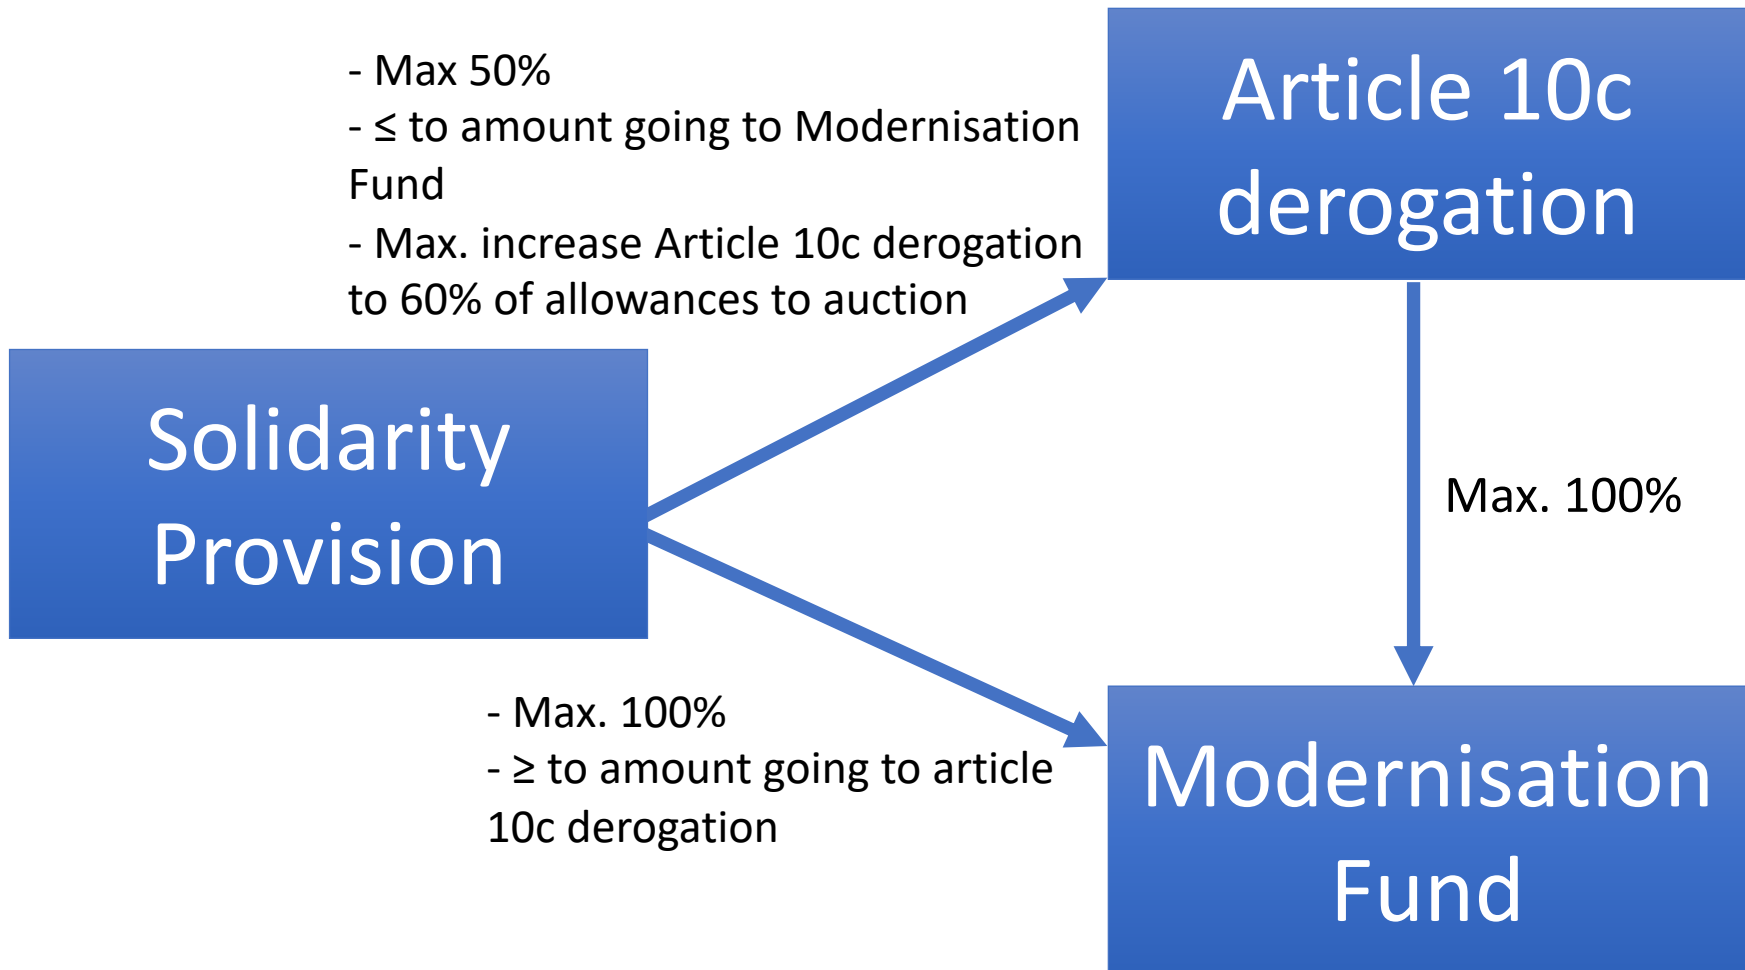 - Max 50%
- ≤ to amount going to Modernisation
Fund
- Max. increase Article 10c derogation
to 60% of allowances to auction
Article 10c
derogation
Solidarity
Provision
Max. 100%
- Max. 100%
- ≥ to amount going to article
10c derogation
Modernisation
Fund